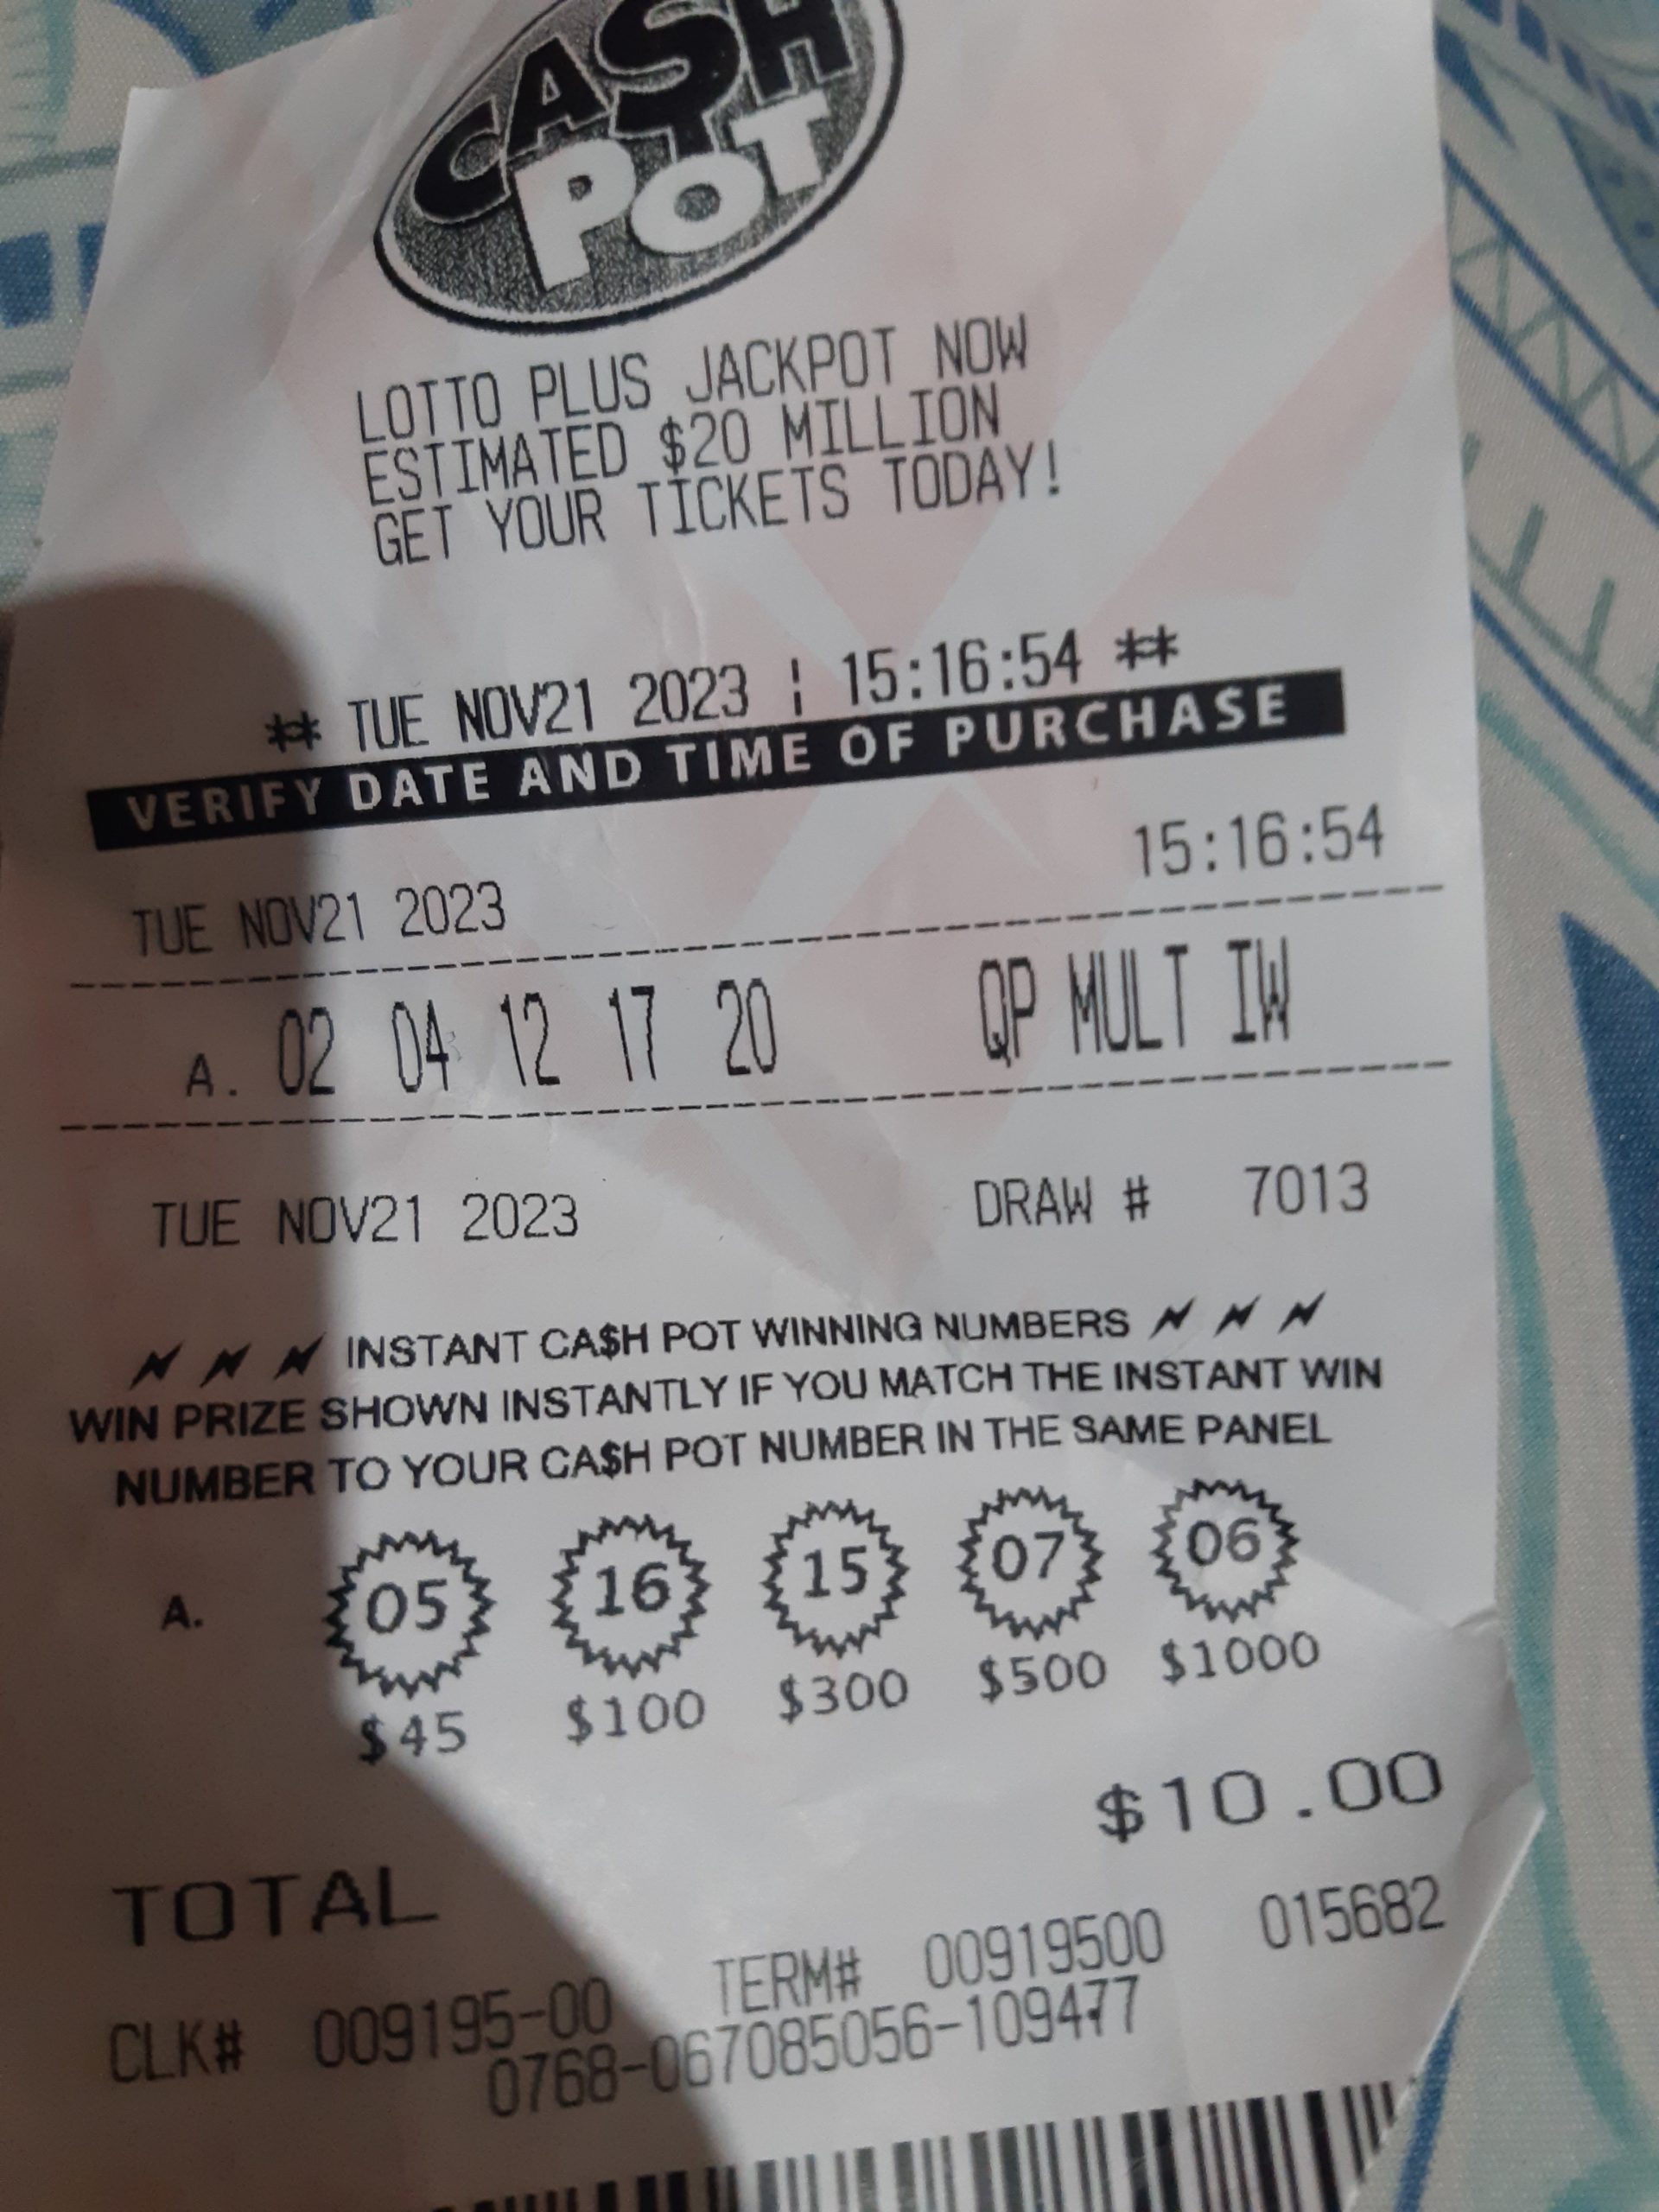 CA$H
POT
LOTTO PLUS JACKPOT NOW
ESTIMATED $20 MILLION
GET YOUR TICKETS TODAY!
** TUE NOV21 2023 ¦ 15:16:54 **
VERIFY DATE AND TIME OF PURCHASE
TUE NOV21 2023 15:16:54
A. 02 04 12 17 20 QP MULT IW
TUE NOV21 2023 DRAW # 7013
INSTANT CA$H POT WINNING NUMBERS
WIN PRIZE SHOWN INSTANTLY IF YOU MATCH THE INSTANT WIN
NUMBER TO YOUR CA$H POT NUMBER IN THE SAME PANEL
A. 05 16 15 07 06
$45 $100 $300 $500 $1000
TOTAL $10.00
CLK# 009195-00 TERM# 00919500 015682
0768-067085056-109477